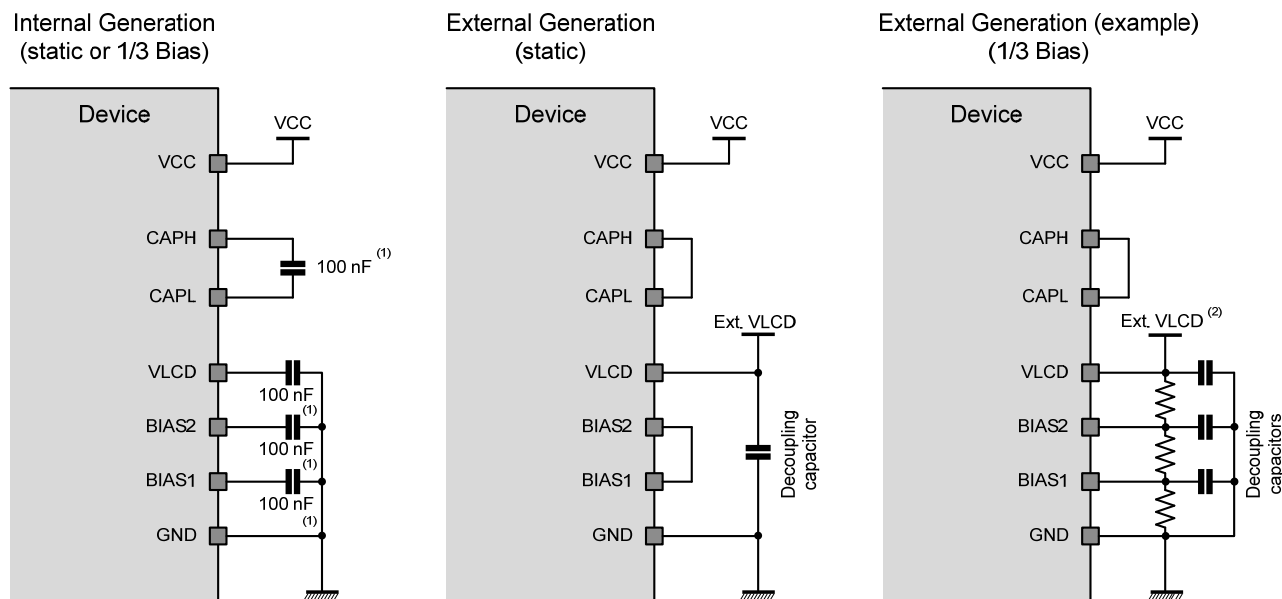 Internal Generation
(static or 1/3 Bias)
Device
VCC
VCC
CAPH
100 nF (1)
CAPL
VLCD
100 nF
(1)
BIAS2
100 nF
(1)
BIAS1
100 nF
(1)
GND
External Generation
(static)
Device
VCC
VCC
CAPH
CAPL
Ext. VLCD
VLCD
BIAS2
BIAS1
GND
Decoupling
capacitor
External Generation (example)
(1/3 Bias)
Device
VCC
VCC
CAPH
CAPL
Ext. VLCD (2)
VLCD
BIAS2
BIAS1
GND
Decoupling
capacitors